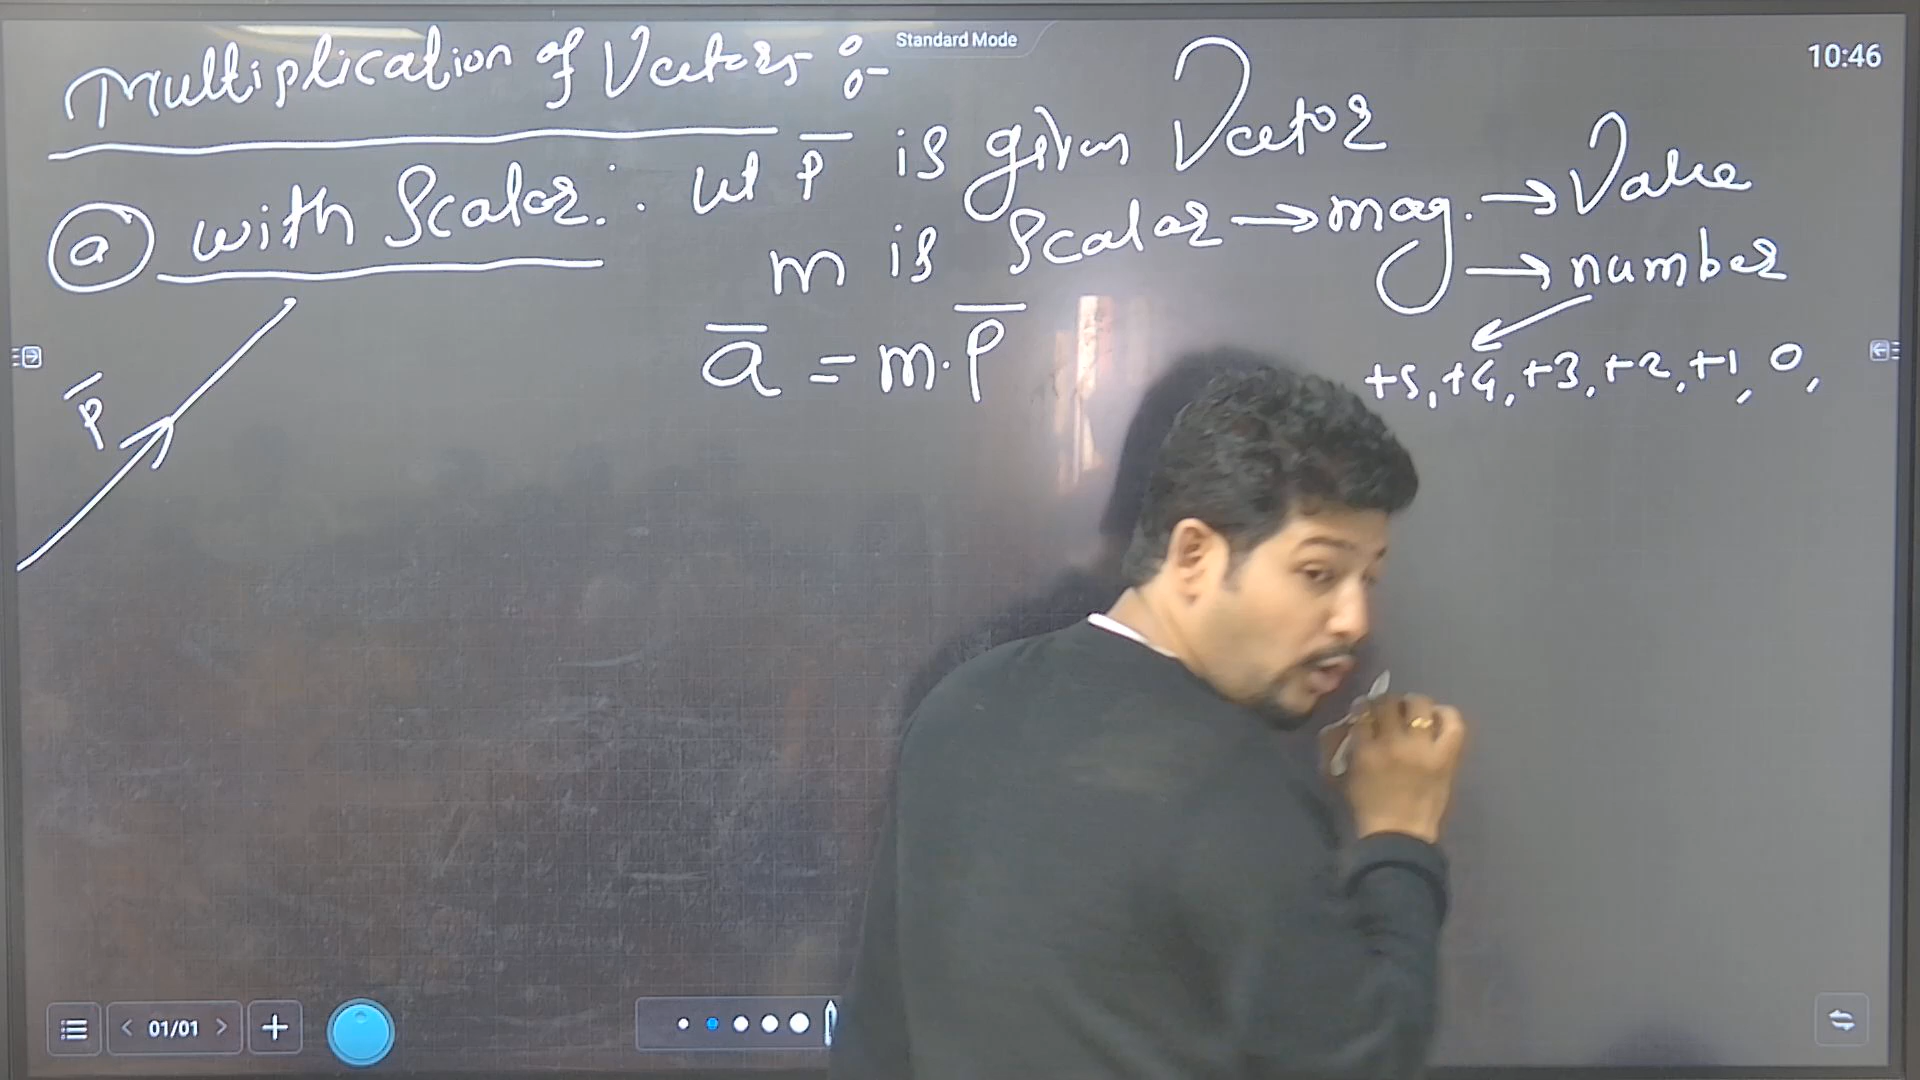 Standard Mode
10:46
Multiplication of Vectors :-
(a) with Scalar : Let P̅ is given Vector
m is Scalar → mag. → Value
→ number
a̅ = m · P̅
+5, +4, +3, +2, +1, 0,
P̅
01/01